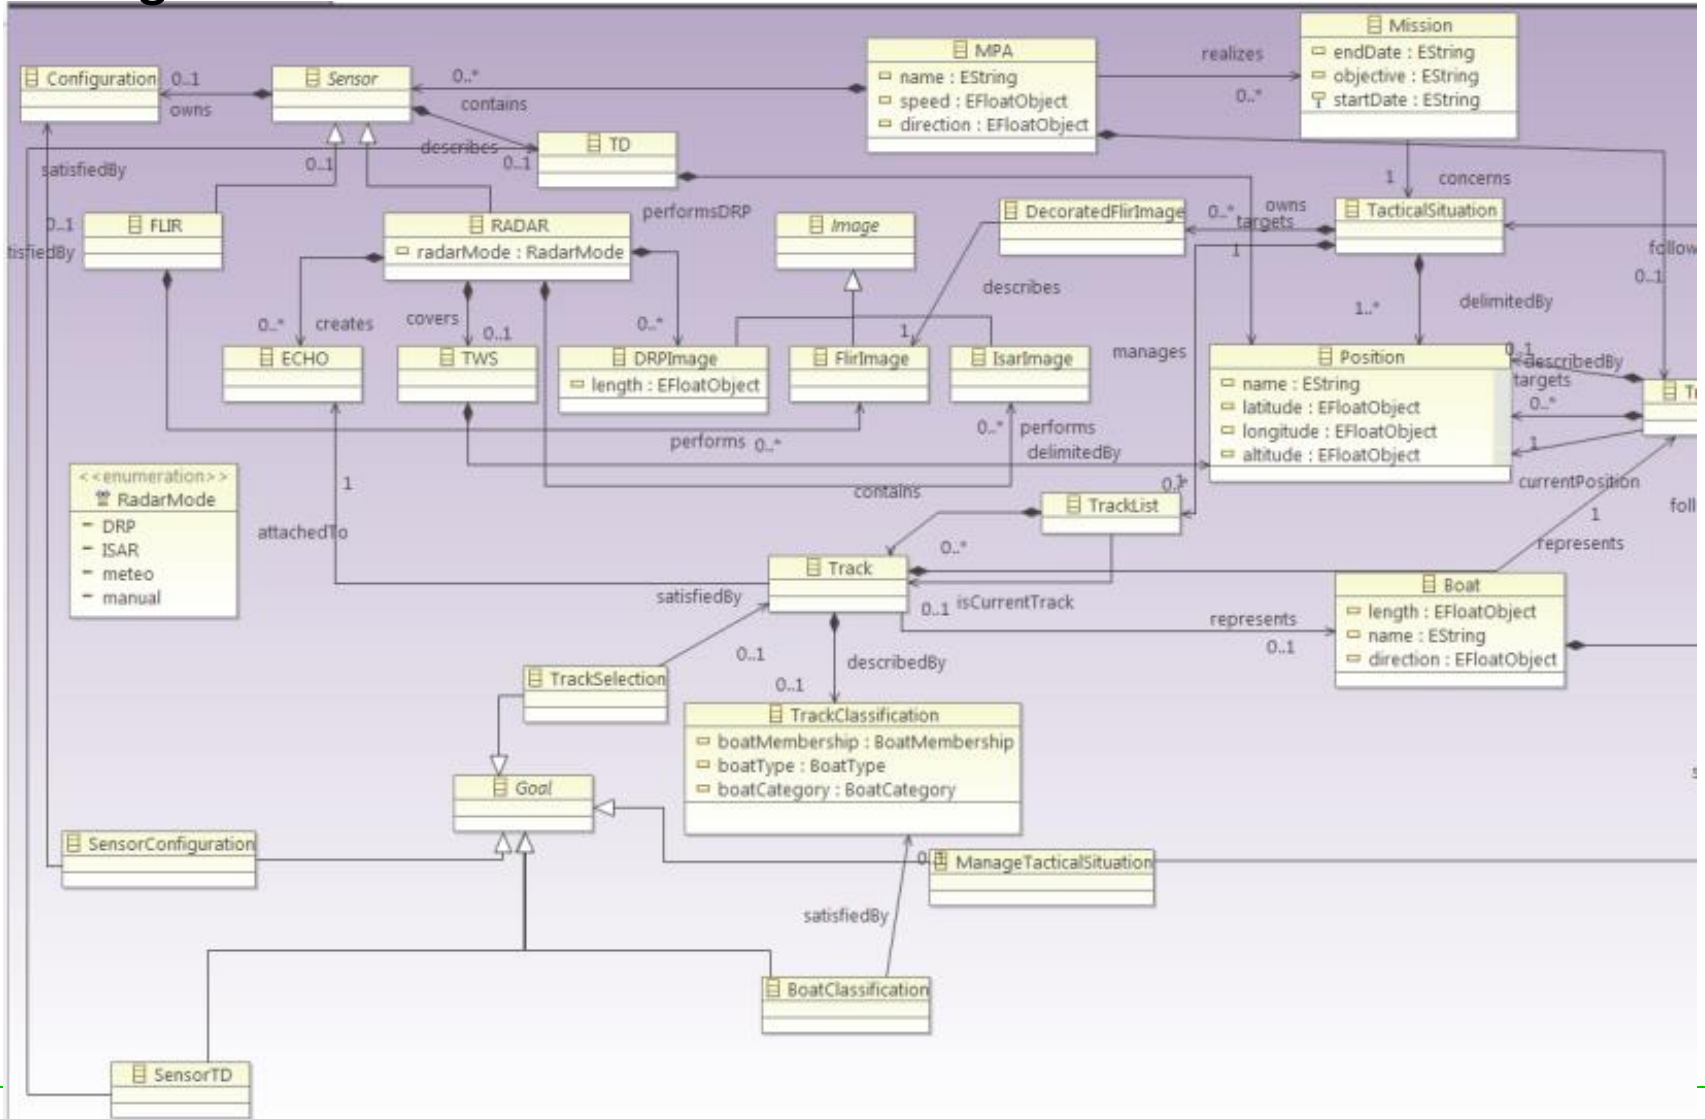 Mission
endDate : EString
objective : EString
startDate : EString
MPA
name : EString
speed : EFloatObject
direction : EFloatObject
realizes
0..*
Configuration
0..1
owns
Sensor
0..*
contains
describes
0..1
TD
0..1
satisfiedBy
1
concerns
0..1
FLIR
RADAR
radarMode : RadarMode
performsDRP
Image
DecoratedFlirImage
0..*
owns
targets
1
TacticalSituation
0..1
describes
1..*
delimitedBy
0..*
creates
covers
0..1
0..*
1
manages
ECHO
TWS
DRPImage
length : EFloatObject
FlirImage
IsarImage
Position
name : EString
latitude : EFloatObject
longitude : EFloatObject
altitude : EFloatObject
0..1
describedBy
targets
0..*
1
currentPosition
performs
0..*
0..*
performs
delimitedBy
contains
<<enumeration>>
RadarMode
DRP
ISAR
meteo
manual
1
attachedTo
TrackList
0..*
1
represents
Track
satisfiedBy
0..1
isCurrentTrack
represents
0..1
Boat
length : EFloatObject
name : EString
direction : EFloatObject
0..1
describedBy
0..1
TrackSelection
TrackClassification
boatMembership : BoatMembership
boatType : BoatType
boatCategory : BoatCategory
Goal
SensorConfiguration
ManageTacticalSituation
satisfiedBy
BoatClassification
SensorTD